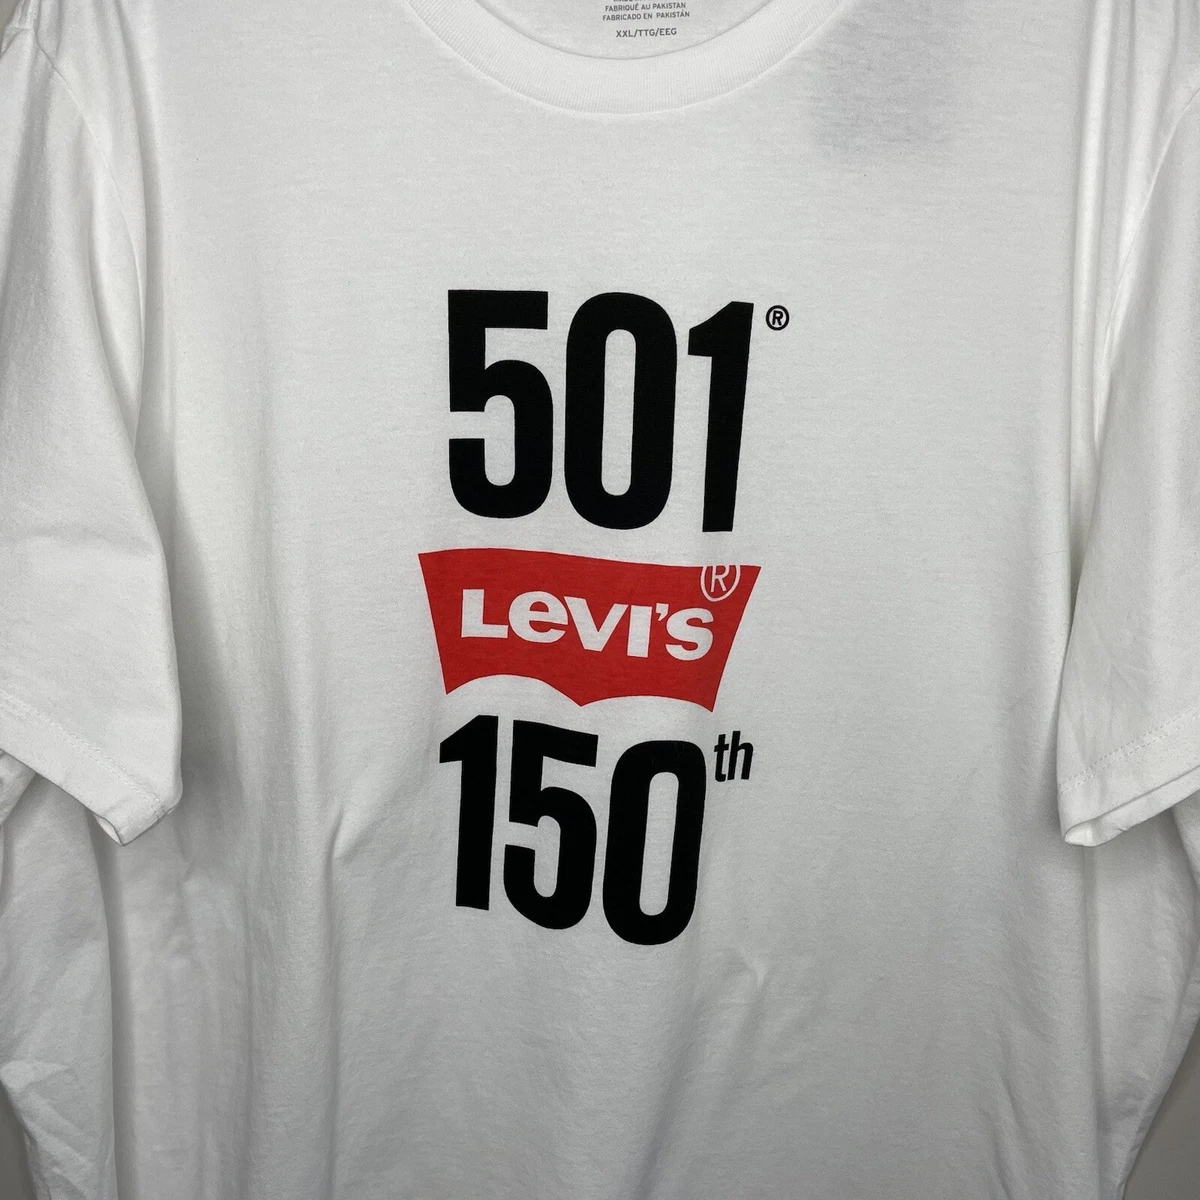 FABRIQUÉ AU PAKISTAN
FABRICADO EN PAKISTÁN
XXL/TTG/EEG
501®
LEVI'S®
150th